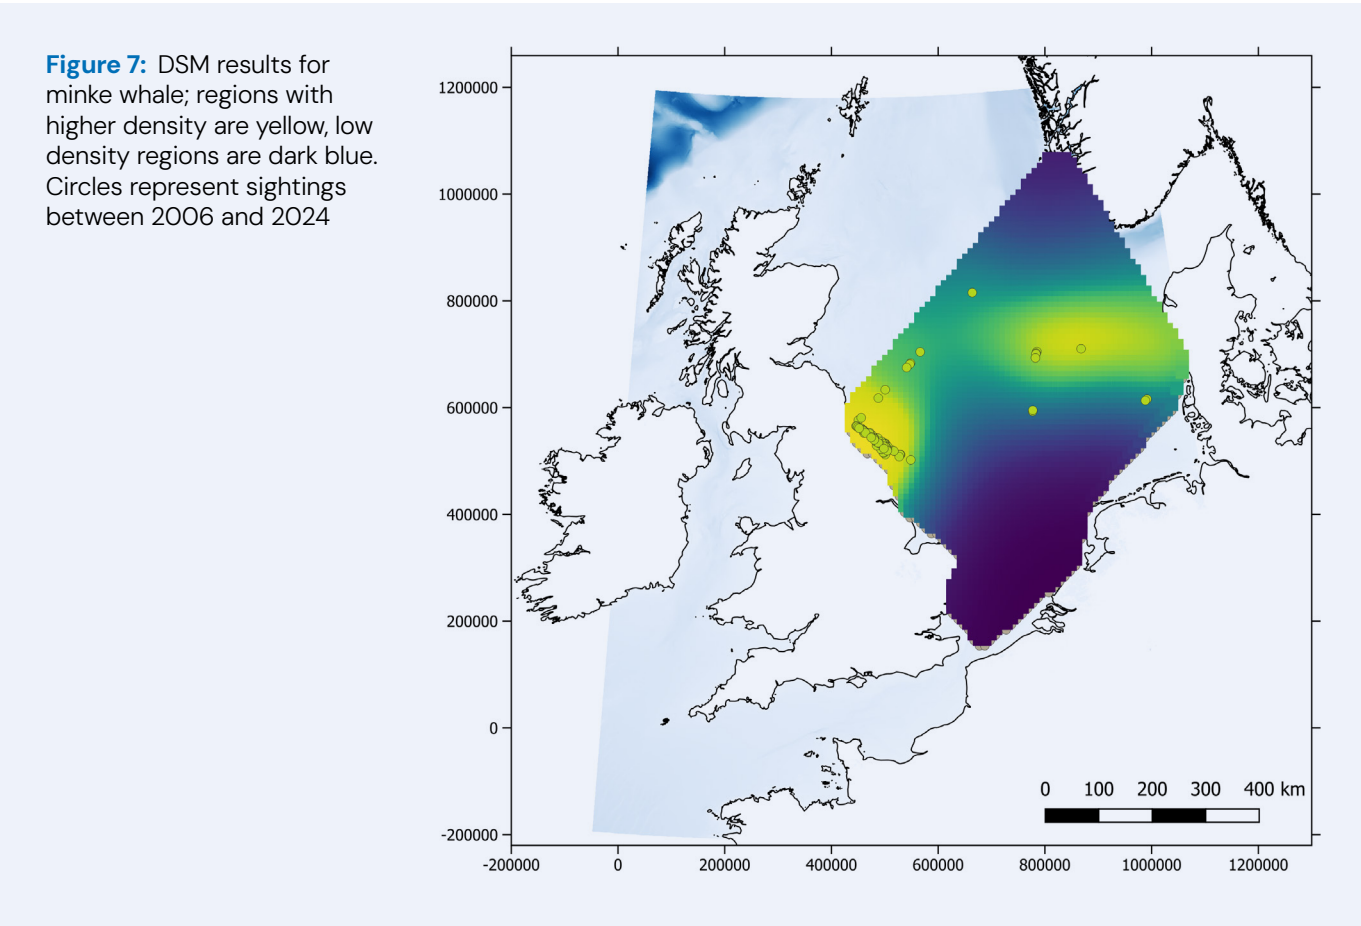 Figure 7: DSM results for
minke whale; regions with
higher density are yellow, low
density regions are dark blue.
Circles represent sightings
between 2006 and 2024
1200000
1000000
800000
600000
400000
200000
0
-200000
0 100 200 300 400 km
-200000 0 200000 400000 600000 800000 1000000 1200000